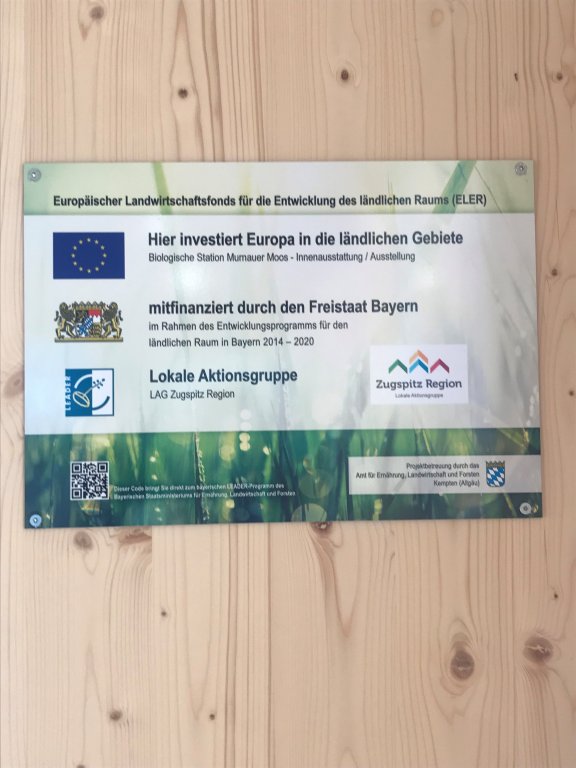 Europäischer Landwirtschaftsfonds für die Entwicklung des ländlichen Raums (ELER)
Hier investiert Europa in die ländlichen Gebiete
Biologische Station Murnauer Moos - Innenausstattung / Ausstellung
mitfinanziert durch den Freistaat Bayern
im Rahmen des Entwicklungsprogramms für den
ländlichen Raum in Bayern 2014 – 2020
LEADER
Lokale Aktionsgruppe
LAG Zugspitz Region
Zugspitz Region
Lokale Aktionsgruppe
Dieser Code bringt Sie direkt zum bayerischen LEADER-Programm des
Bayerischen Staatsministeriums für Ernährung, Landwirtschaft und Forsten
Projektbetreuung durch das
Amt für Ernährung, Landwirtschaft und Forsten
Kempten (Allgäu)